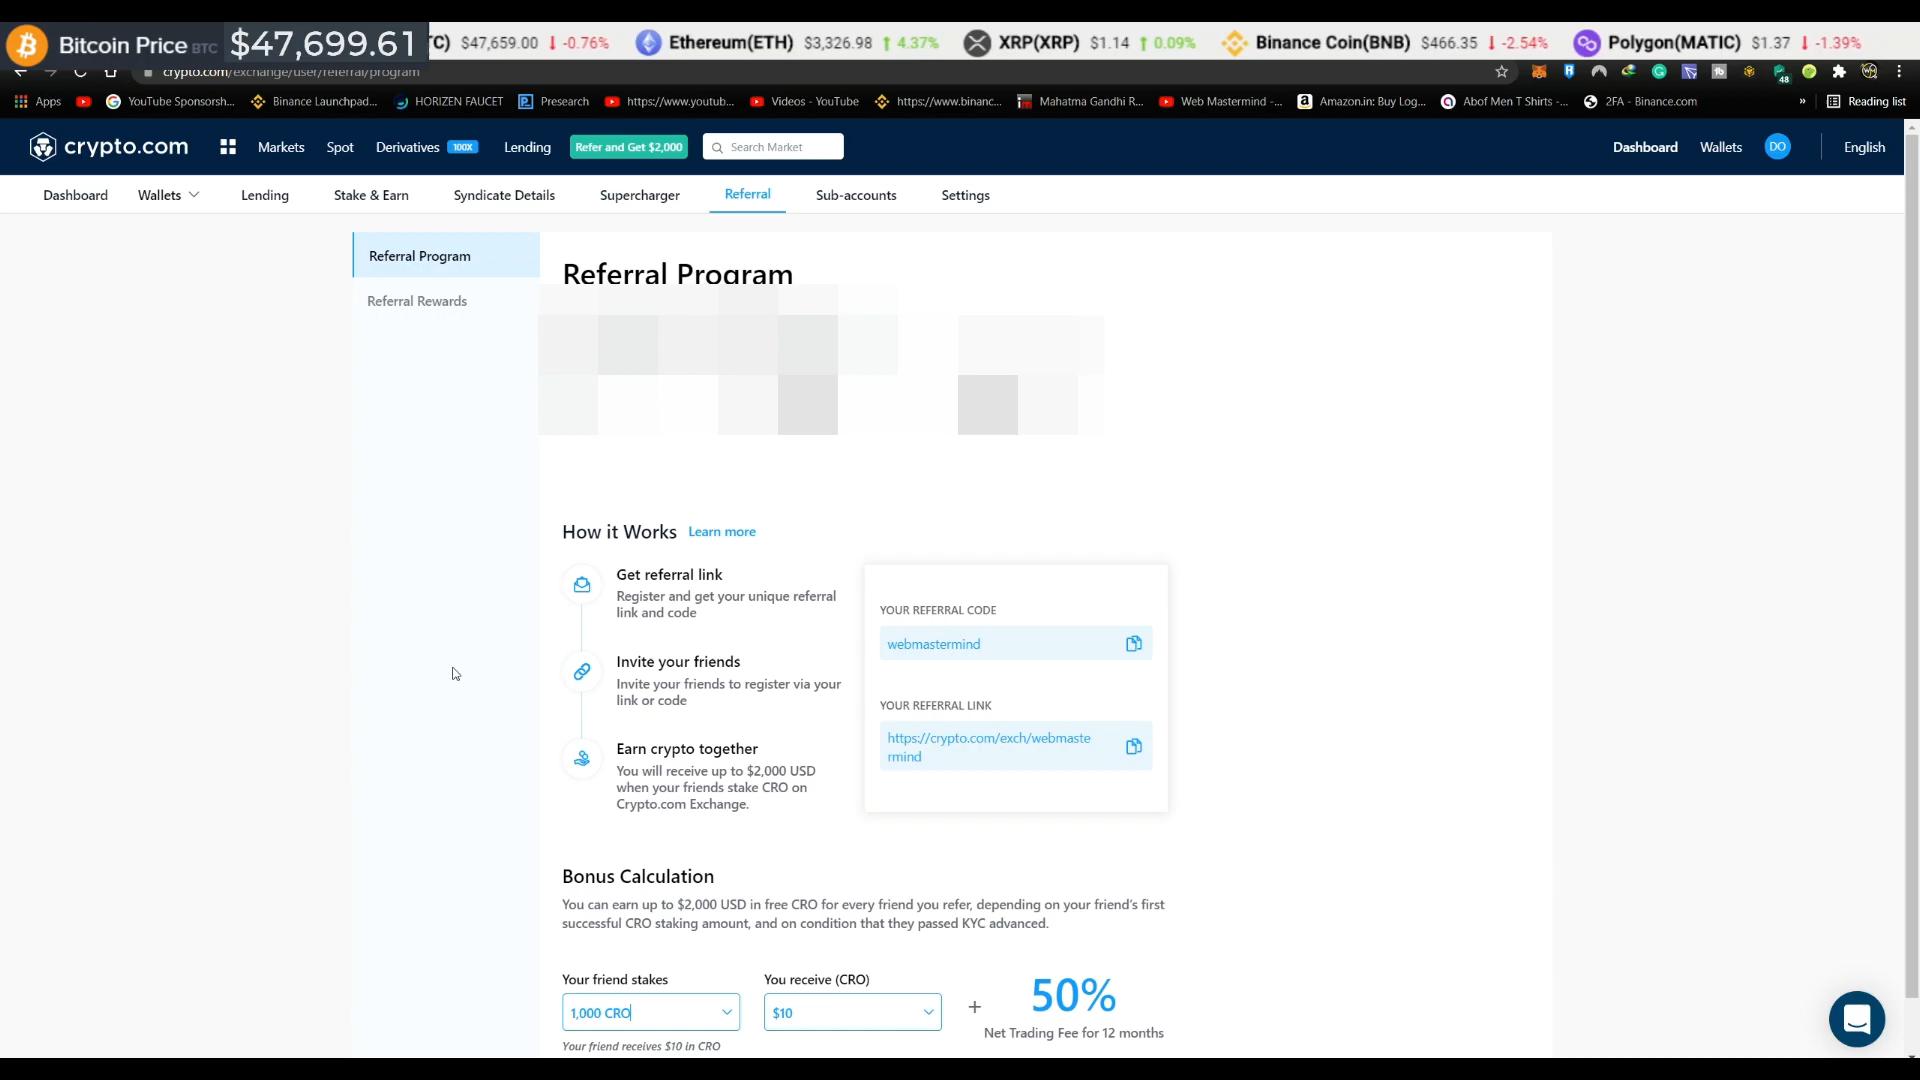 Bitcoin Price BTC $47,699.61 C) $47,659.00 -0.76% Ethereum(ETH) $3,326.98 4.37% XRP(XRP) $1.14 0.09% Binance Coin(BNB) $466.35 -2.54% Polygon(MATIC) $1.37 -1.39%
crypto.com/exchange/user/referral/program 48
Apps YouTube Sponsorsh... Binance Launchpad... HORIZEN FAUCET Presearch https://www.youtub... Videos - YouTube https://www.binanc... Mahatma Gandhi R... Web Mastermind -... Amazon.in: Buy Log... Abof Men T Shirts -... 2FA - Binance.com » Reading list
crypto.com Markets Spot Derivatives 100X Lending Refer and Get $2,000 Search Market Dashboard Wallets DO English
Dashboard Wallets Lending Stake & Earn Syndicate Details Supercharger Referral Sub-accounts Settings
Referral Program
Referral Rewards
Referral Program
How it Works Learn more
Get referral link
Register and get your unique referral
link and code
Invite your friends
Invite your friends to register via your
link or code
Earn crypto together
You will receive up to $2,000 USD
when your friends stake CRO on
Crypto.com Exchange.
YOUR REFERRAL CODE
webmastermind
YOUR REFERRAL LINK
https://crypto.com/exch/webmaste
rmind
Bonus Calculation
You can earn up to $2,000 USD in free CRO for every friend you refer, depending on your friend's first
successful CRO staking amount, and on condition that they passed KYC advanced.
Your friend stakes You receive (CRO)
1,000 CRO $10 + 50%
Net Trading Fee for 12 months
Your friend receives $10 in CRO